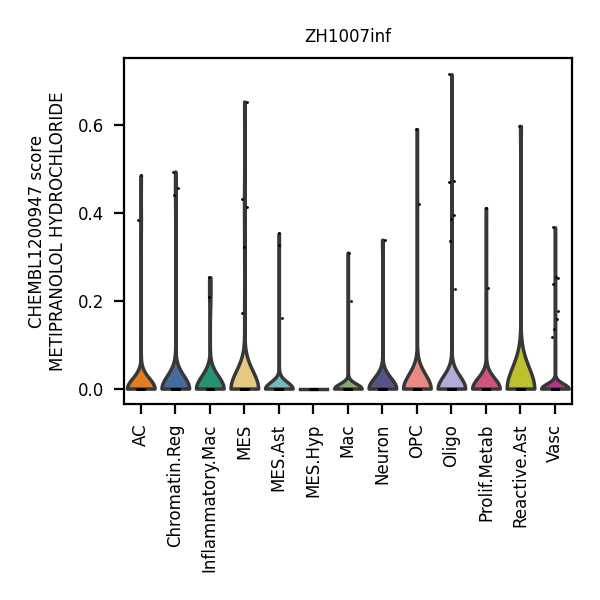 ZH1007inf
CHEMBL1200947 score
METIPRANOLOL HYDROCHLORIDE
0.6
0.4
0.2
0.0
AC
Chromatin.Reg
Inflammatory.Mac
MES
MES.Ast
MES.Hyp
Mac
Neuron
OPC
Oligo
Prolif.Metab
Reactive.Ast
Vasc